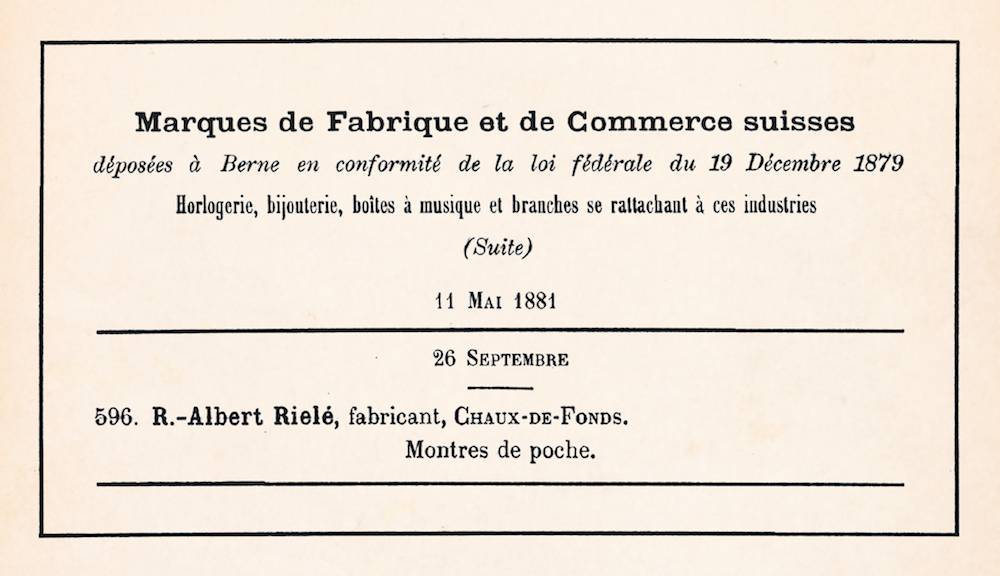 Marques de Fabrique et de Commerce suisses
déposées à Berne en conformité de la loi fédérale du 19 Décembre 1879
Horlogerie, bijouterie, boîtes à musique et branches se rattachant à ces industries
(Suite)
11 MAI 1881
26 SEPTEMBRE
596. R.-Albert Rielé, fabricant, CHAUX-DE-FONDS.
Montres de poche.